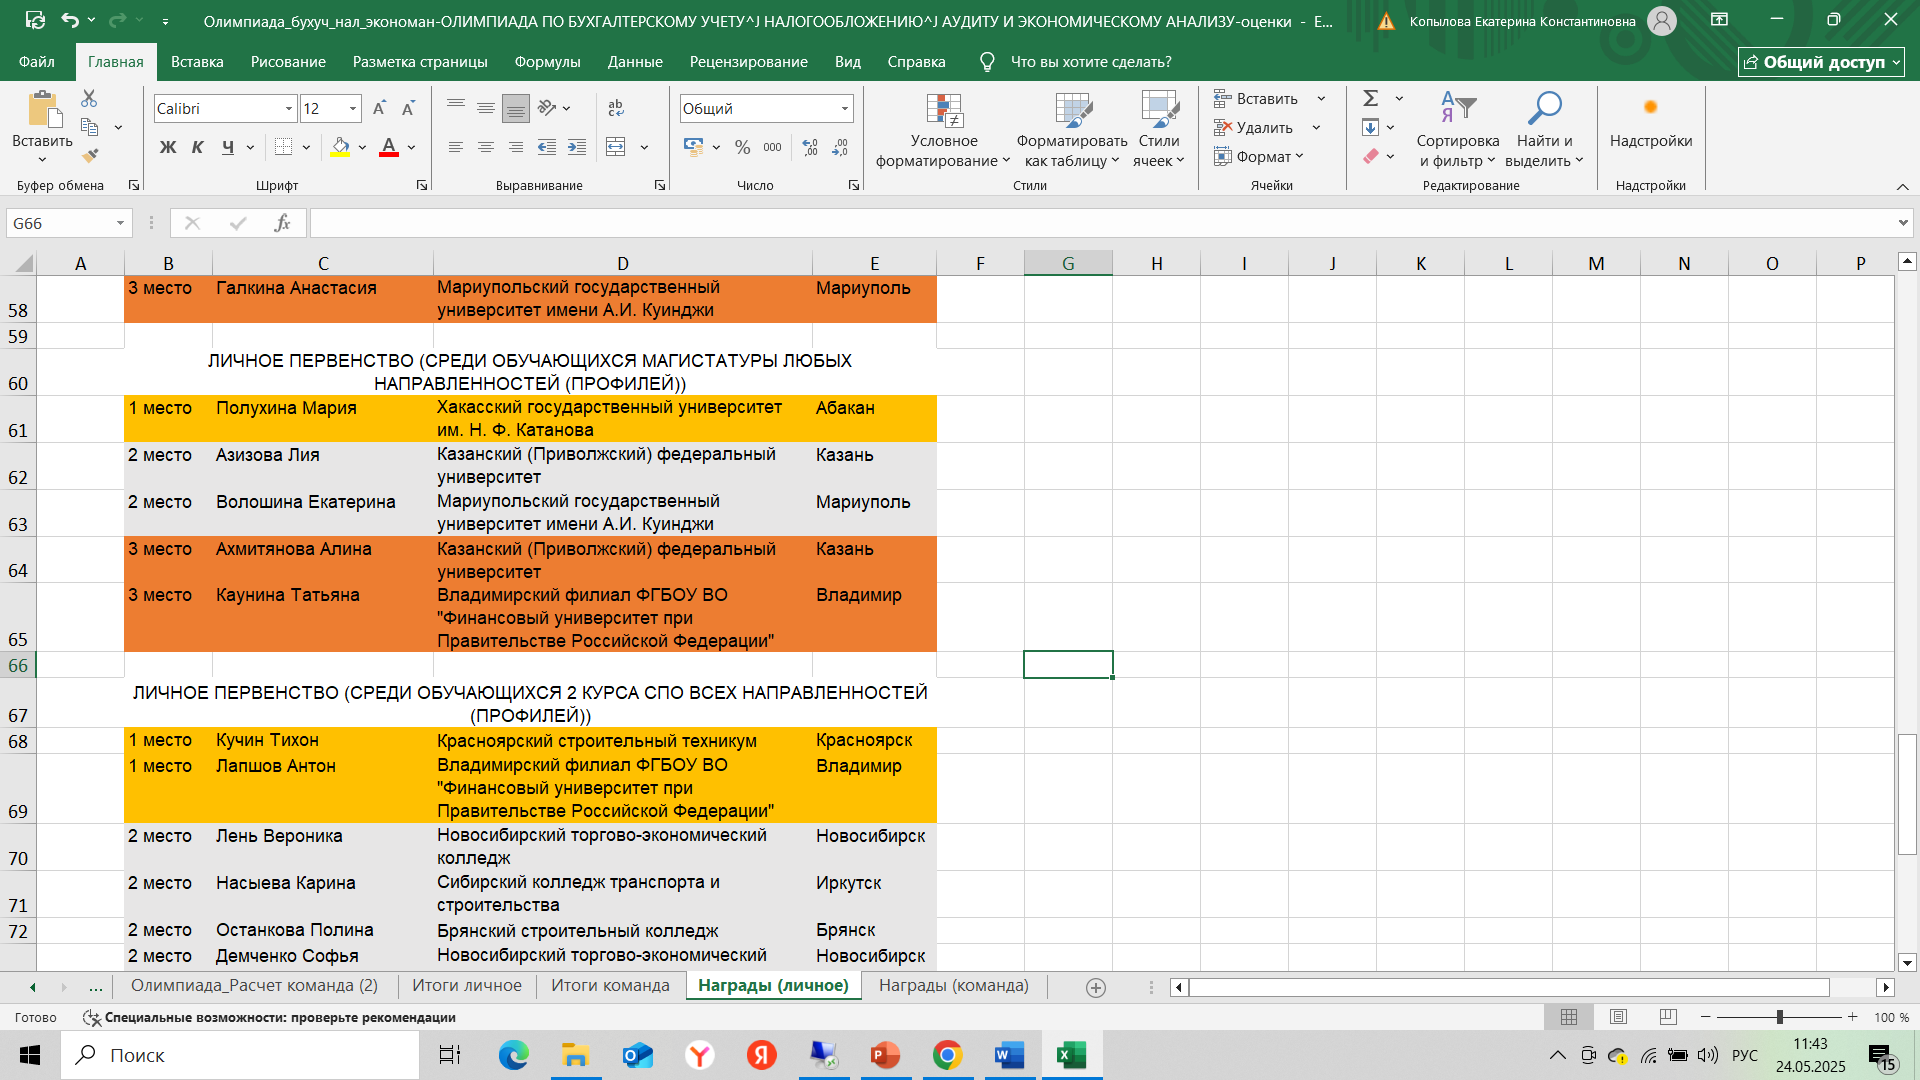 Олимпиада_бухуч_нал_экономан-ОЛИМПИАДА ПО БУХГАЛТЕРСКОМУ УЧЕТУ^J НАЛОГООБЛОЖЕНИЮ^J АУДИТУ И ЭКОНОМИЧЕСКОМУ АНАЛИЗУ-оценки - E...
Копылова Екатерина Константиновна
Файл Главная Вставка Рисование Разметка страницы Формулы Данные Рецензирование Вид Справка Что вы хотите сделать? Общий доступ
Вставить
Буфер обмена
Calibri 12
Ж К Ч
Шрифт
Выравнивание
Общий
% 000
Число
Условное форматирование
Форматировать как таблицу
Стили ячеек
Стили
Вставить
Удалить
Формат
Ячейки
Сортировка и фильтр
Найти и выделить
Редактирование
Надстройки
Надстройки
G66 fx
A B C D E F G H I J K L M N O P
58 3 место Галкина Анастасия Мариупольский государственный университет имени А.И. Куинджи Мариуполь
59
60 ЛИЧНОЕ ПЕРВЕНСТВО (СРЕДИ ОБУЧАЮЩИХСЯ МАГИСТАТУРЫ ЛЮБЫХ
НАПРАВЛЕННОСТЕЙ (ПРОФИЛЕЙ))
61 1 место Полухина Мария Хакасский государственный университет им. Н. Ф. Катанова Абакан
62 2 место Азизова Лия Казанский (Приволжский) федеральный университет Казань
63 2 место Волошина Екатерина Мариупольский государственный университет имени А.И. Куинджи Мариуполь
64 3 место Ахмитянова Алина Казанский (Приволжский) федеральный университет Казань
65 3 место Каунина Татьяна Владимирский филиал ФГБОУ ВО "Финансовый университет при Правительстве Российской Федерации" Владимир
66
67 ЛИЧНОЕ ПЕРВЕНСТВО (СРЕДИ ОБУЧАЮЩИХСЯ 2 КУРСА СПО ВСЕХ НАПРАВЛЕННОСТЕЙ
(ПРОФИЛЕЙ))
68 1 место Кучин Тихон Красноярский строительный техникум Красноярск
69 1 место Лапшов Антон Владимирский филиал ФГБОУ ВО "Финансовый университет при Правительстве Российской Федерации" Владимир
70 2 место Лень Вероника Новосибирский торгово-экономический колледж Новосибирск
71 2 место Насыева Карина Сибирский колледж транспорта и строительства Иркутск
72 2 место Останкова Полина Брянский строительный колледж Брянск
2 место Демченко Софья Новосибирский торгово-экономический Новосибирск
... Олимпиада_Расчет команда (2) Итоги личное Итоги команда Награды (личное) Награды (команда)
Готово Специальные возможности: проверьте рекомендации 100 %
Поиск РУС 11:43
24.05.2025 15